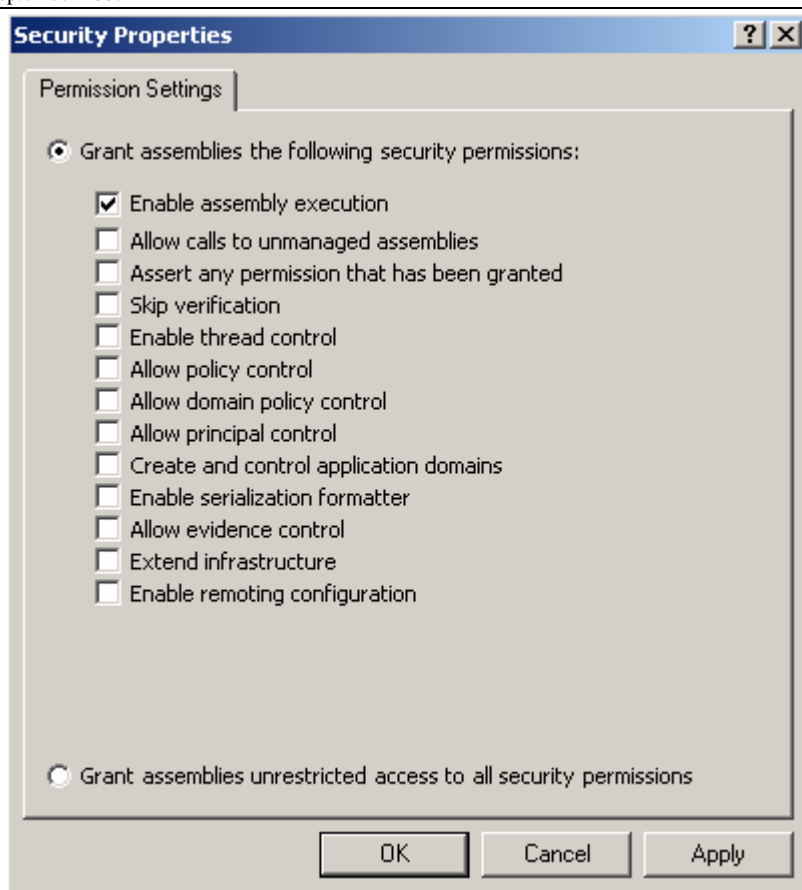 Security Properties
Permission Settings
Grant assemblies the following security permissions:
Enable assembly execution
Allow calls to unmanaged assemblies
Assert any permission that has been granted
Skip verification
Enable thread control
Allow policy control
Allow domain policy control
Allow principal control
Create and control application domains
Enable serialization formatter
Allow evidence control
Extend infrastructure
Enable remoting configuration
Grant assemblies unrestricted access to all security permissions
OK Cancel Apply